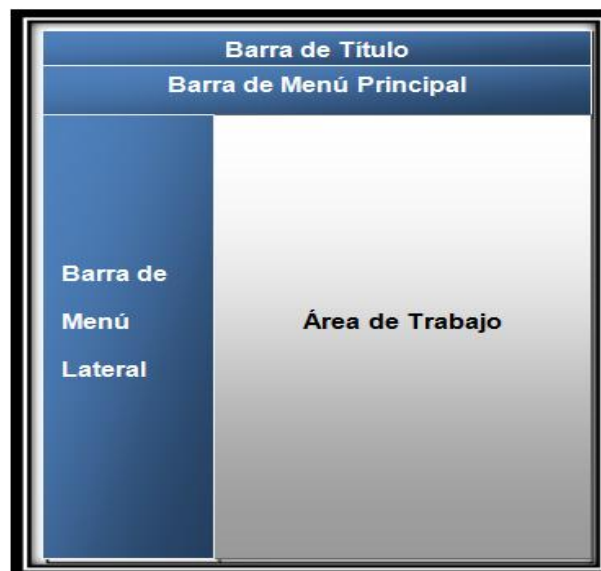 Barra de Título
Barra de Menú Principal
Barra de
Menú
Lateral
Área de Trabajo